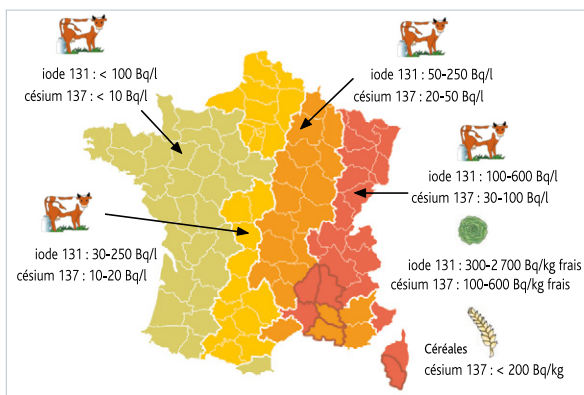 iode 131 : < 100 Bq/l
césium 137 : < 10 Bq/l
iode 131 : 50-250 Bq/l
césium 137 : 20-50 Bq/l
iode 131 : 100-600 Bq/l
césium 137 : 30-100 Bq/l
iode 131 : 30-250 Bq/l
césium 137 : 10-20 Bq/l
iode 131 : 300-2 700 Bq/kg frais
césium 137 : 100-600 Bq/kg frais
Céréales
césium 137 : < 200 Bq/kg